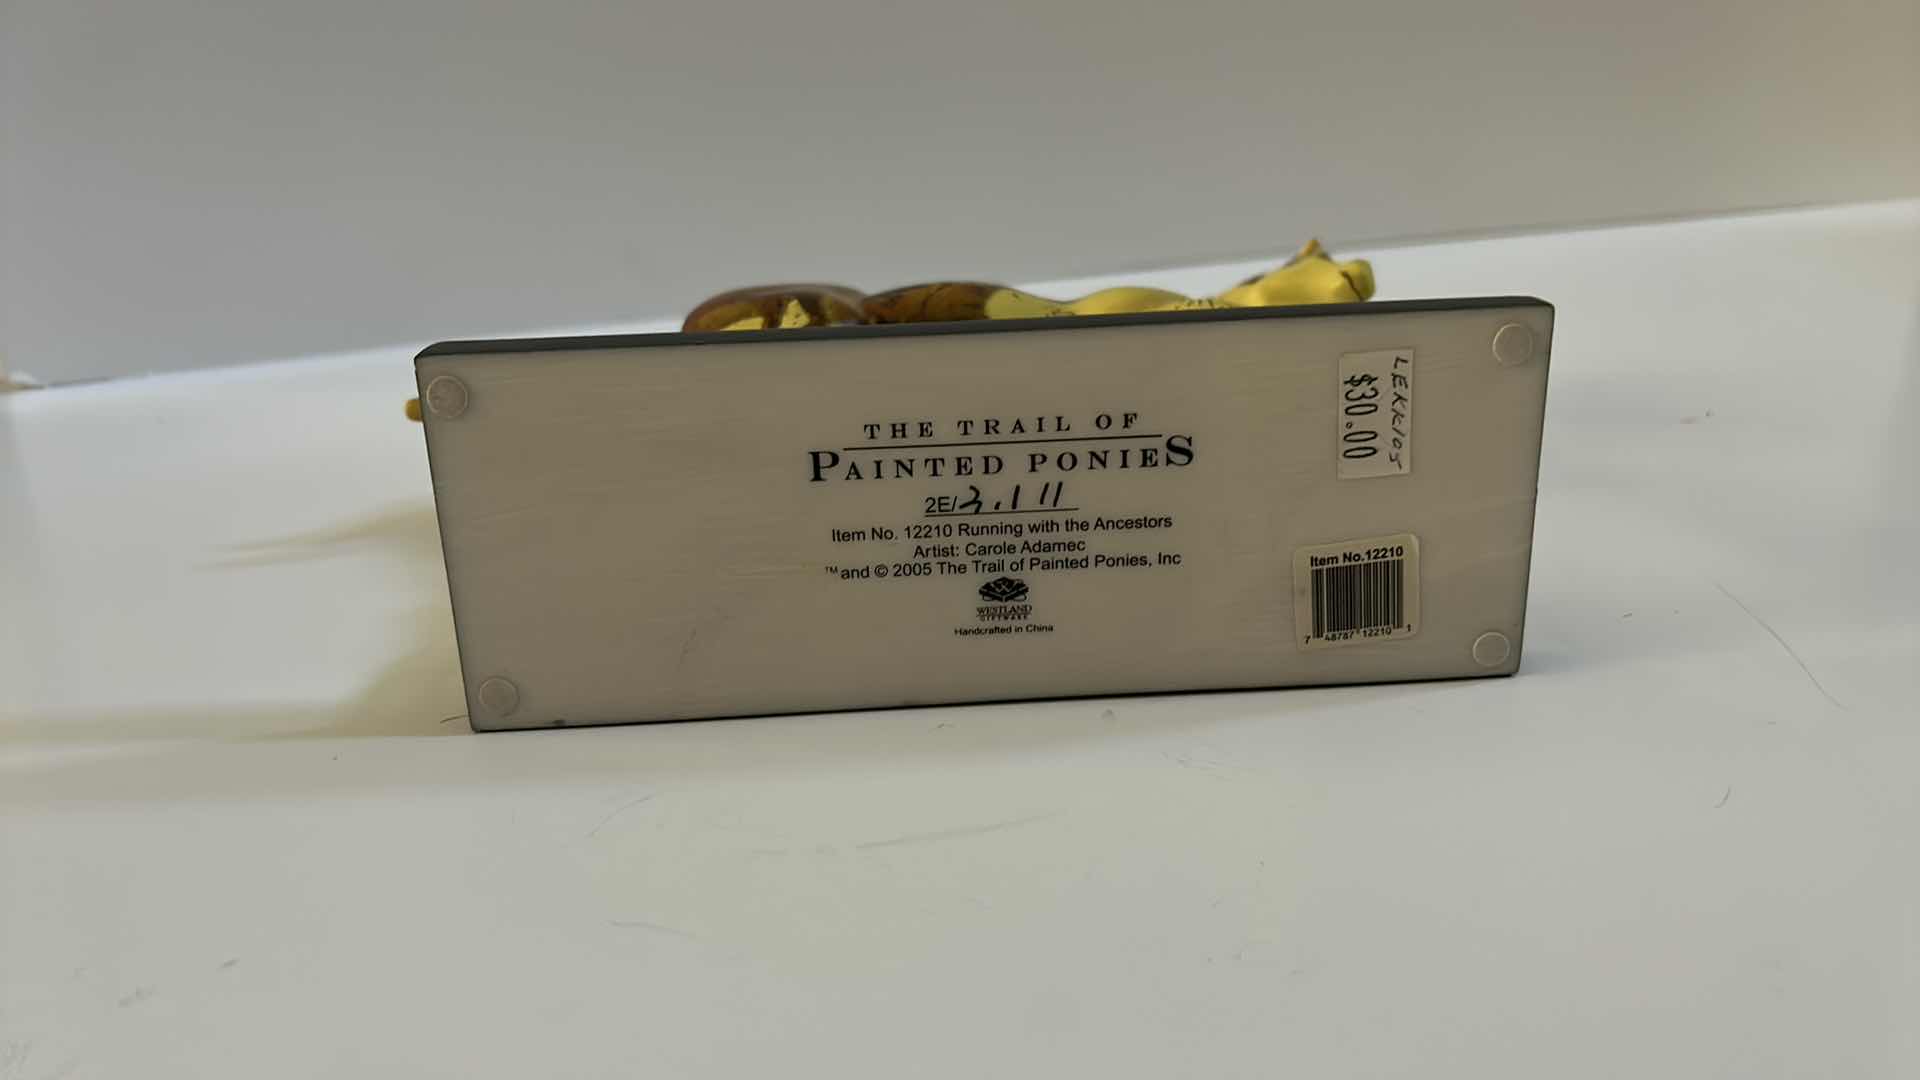 THE TRAIL OF
PAINTED PONIES
2E/3,111
Item No. 12210 Running with the Ancestors
Artist: Carole Adamec
™ and © 2005 The Trail of Painted Ponies, Inc
WESTLAND
GIFTWARE
Handcrafted in China
$30.00
Item No.12210
7 48787 12210 1